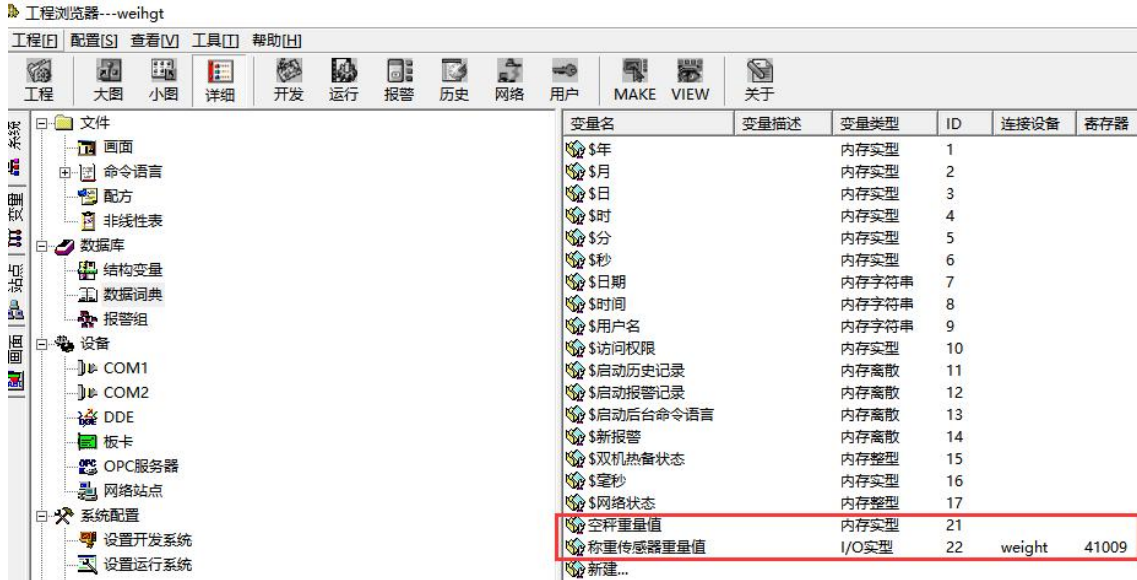 工程浏览器---weihgt
工程[F] 配置[S] 查看[V] 工具[T] 帮助[H]
工程 大图 小图 详细 开发 运行 报警 历史 网络 用户 MAKE VIEW 关于
系统
变量
站点
画面
文件
画面
命令语言
配方
非线性表
数据库
结构变量
数据词典
报警组
设备
COM1
COM2
DDE
板卡
OPC服务器
网络站点
系统配置
设置开发系统
设置运行系统
变量名 变量描述 变量类型 ID 连接设备 寄存器
$年 内存实型 1
$月 内存实型 2
$日 内存实型 3
$时 内存实型 4
$分 内存实型 5
$秒 内存实型 6
$日期 内存字符串 7
$时间 内存字符串 8
$用户名 内存字符串 9
$访问权限 内存实型 10
$启动历史记录 内存离散 11
$启动报警记录 内存离散 12
$启动后台命令语言 内存离散 13
$新报警 内存离散 14
$双机热备状态 内存整型 15
$毫秒 内存实型 16
$网络状态 内存整型 17
空秤重量值 内存实型 21
称重传感器重量值 I/O实型 22 weight 41009
新建...